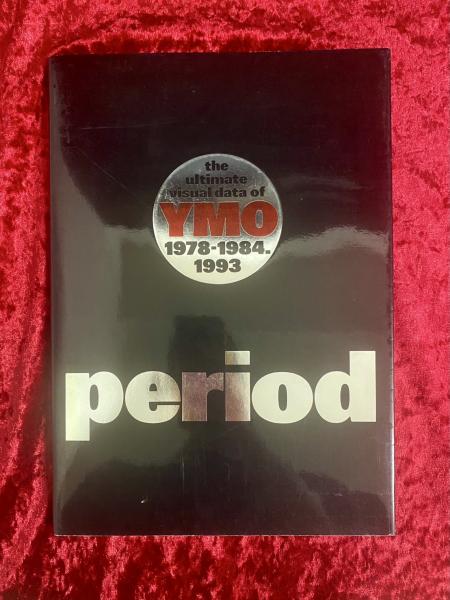 the
ultimate
visual data of
YMO
1978-1984.
1993
period